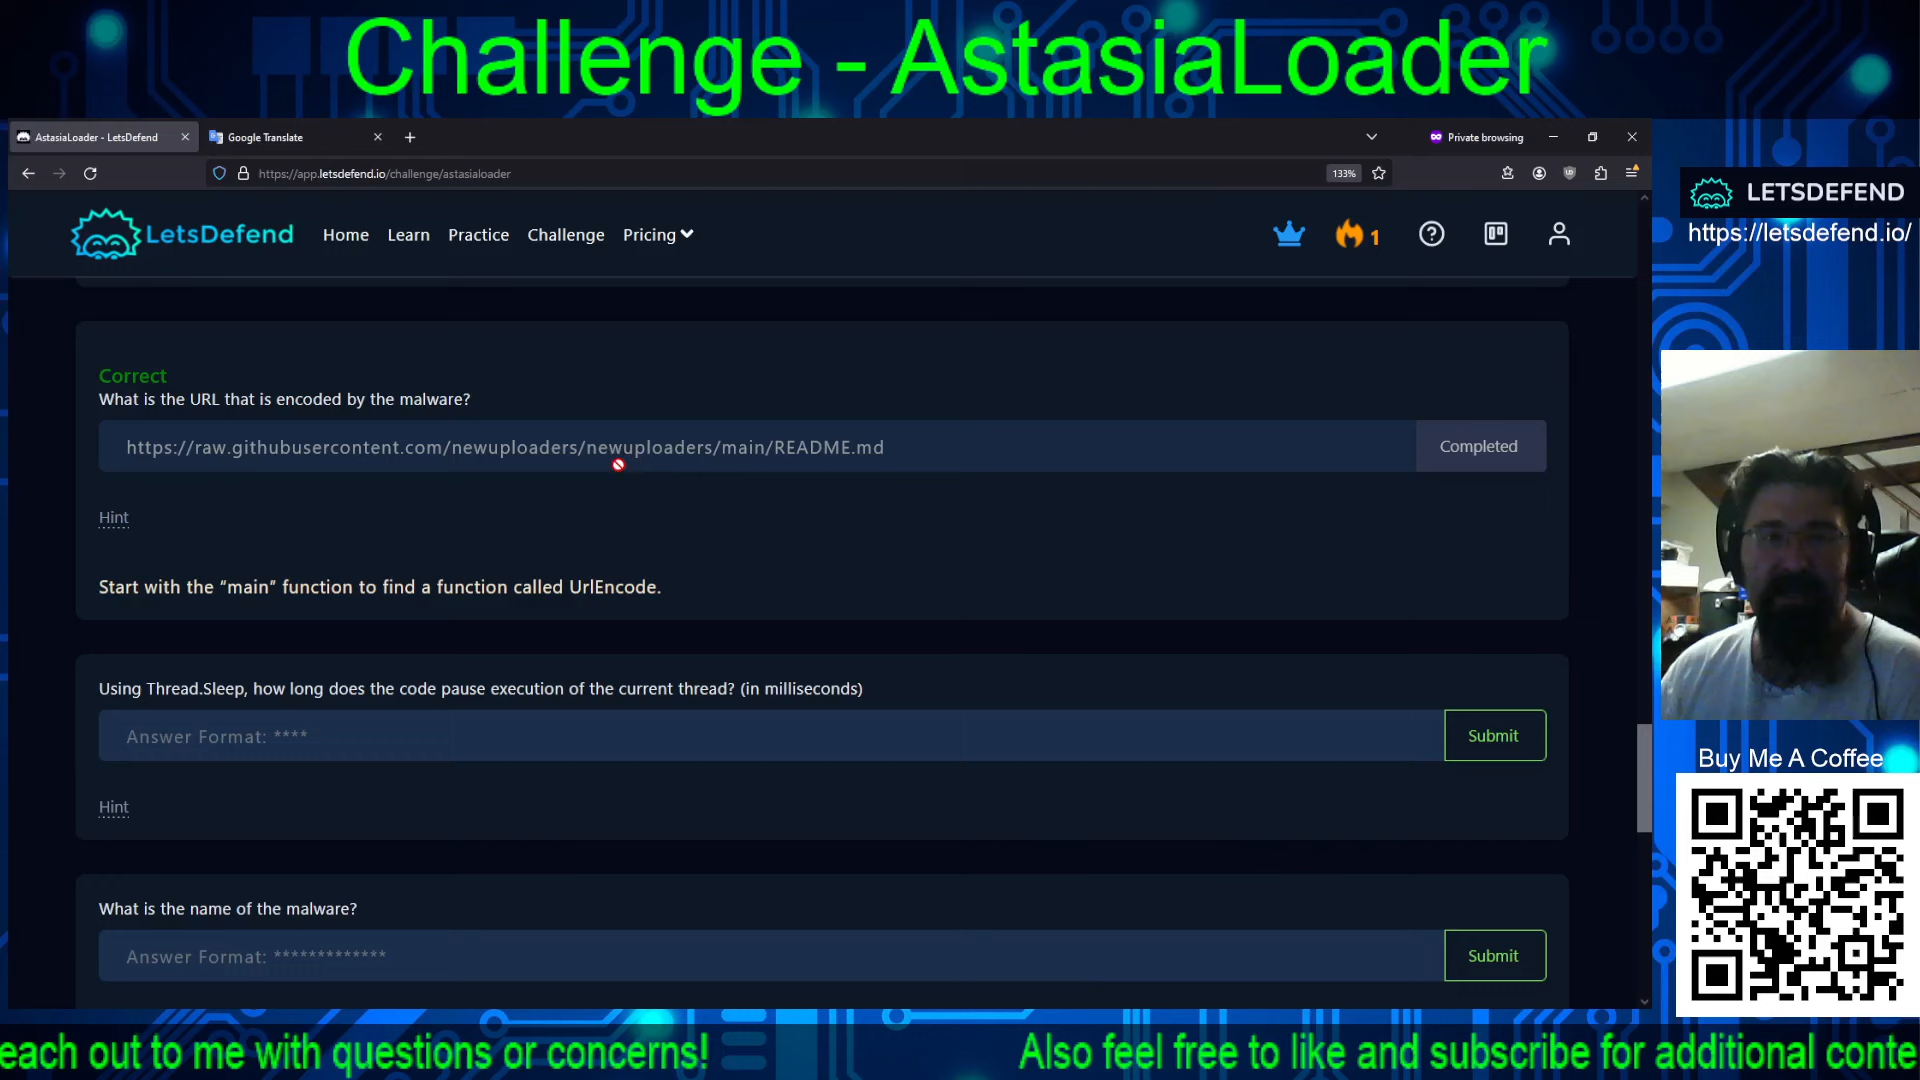 Challenge - AstasiaLoader
AstasiaLoader - LetsDefend
Google Translate
Private browsing
https://app.letsdefend.io/challenge/astasialoader
133%
LetsDefend
Home
Learn
Practice
Challenge
Pricing
1
LETSDEFEND
https://letsdefend.io/
Correct
What is the URL that is encoded by the malware?
https://raw.githubusercontent.com/newuploaders/newuploaders/main/README.md
Completed
Hint
Start with the “main” function to find a function called UrlEncode.
Using Thread.Sleep, how long does the code pause execution of the current thread? (in milliseconds)
Answer Format: ****
Submit
Hint
What is the name of the malware?
Answer Format: *************
Submit
Buy Me A Coffee
each out to me with questions or concerns!
Also feel free to like and subscribe for additional conte